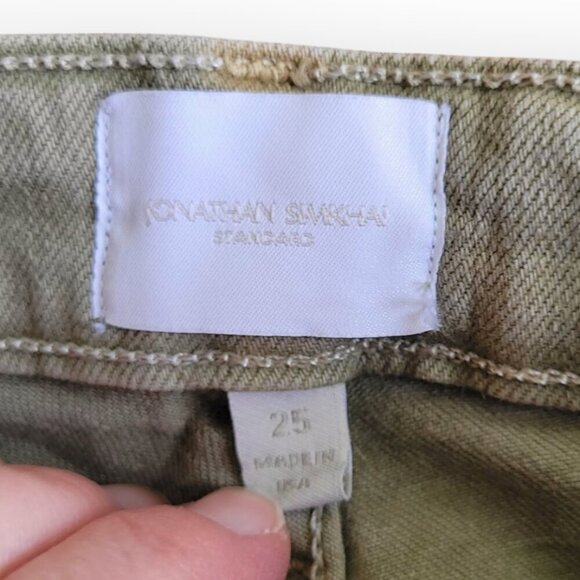 JONATHAN SIMKHAI
STANDARD
25
MADE IN
USA